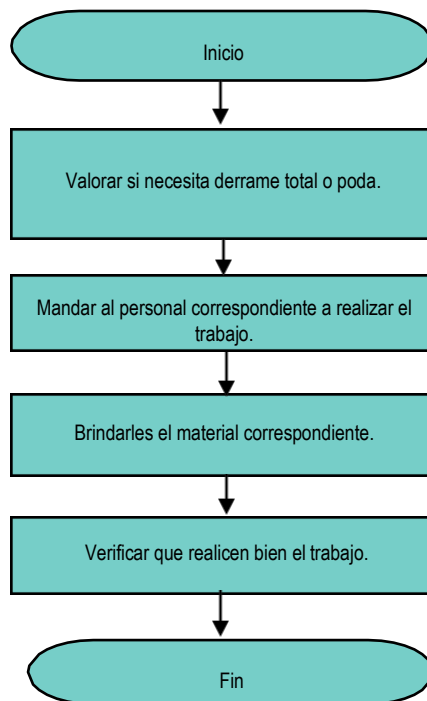 Inicio
Valorar si necesita derrame total o poda.
Mandar al personal correspondiente a realizar el
trabajo.
Brindarles el material correspondiente.
Verificar que realicen bien el trabajo.
Fin